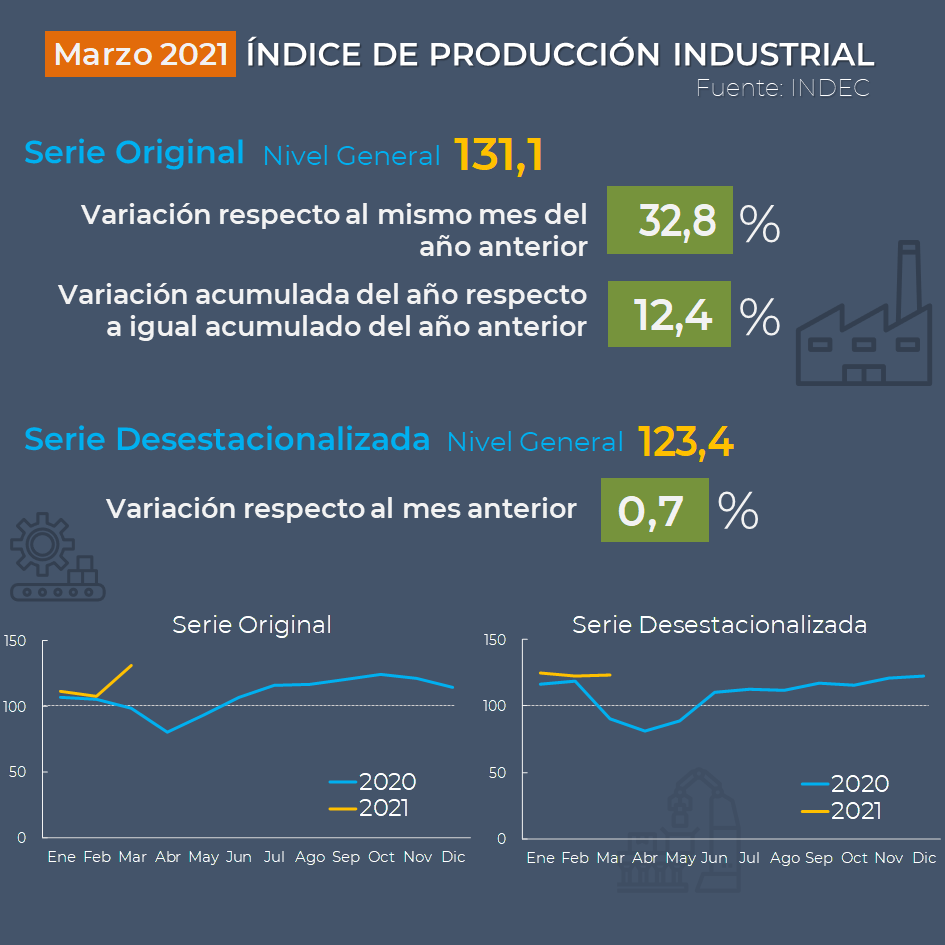 Marzo 2021 ÍNDICE DE PRODUCCIÓN INDUSTRIAL
Fuente: INDEC
Serie Original Nivel General 131,1
Variación respecto al mismo mes del
año anterior
32,8 %
Variación acumulada del año respecto
a igual acumulado del año anterior
12,4 %
Serie Desestacionalizada Nivel General 123,4
Variación respecto al mes anterior 0,7 %
Serie Original
150
100
50
0
2020
2021
Ene Feb Mar Abr May Jun Jul Ago Sep Oct Nov Dic
Serie Desestacionalizada
150
100
50
0
2020
2021
Ene Feb Mar Abr May Jun Jul Ago Sep Oct Nov Dic